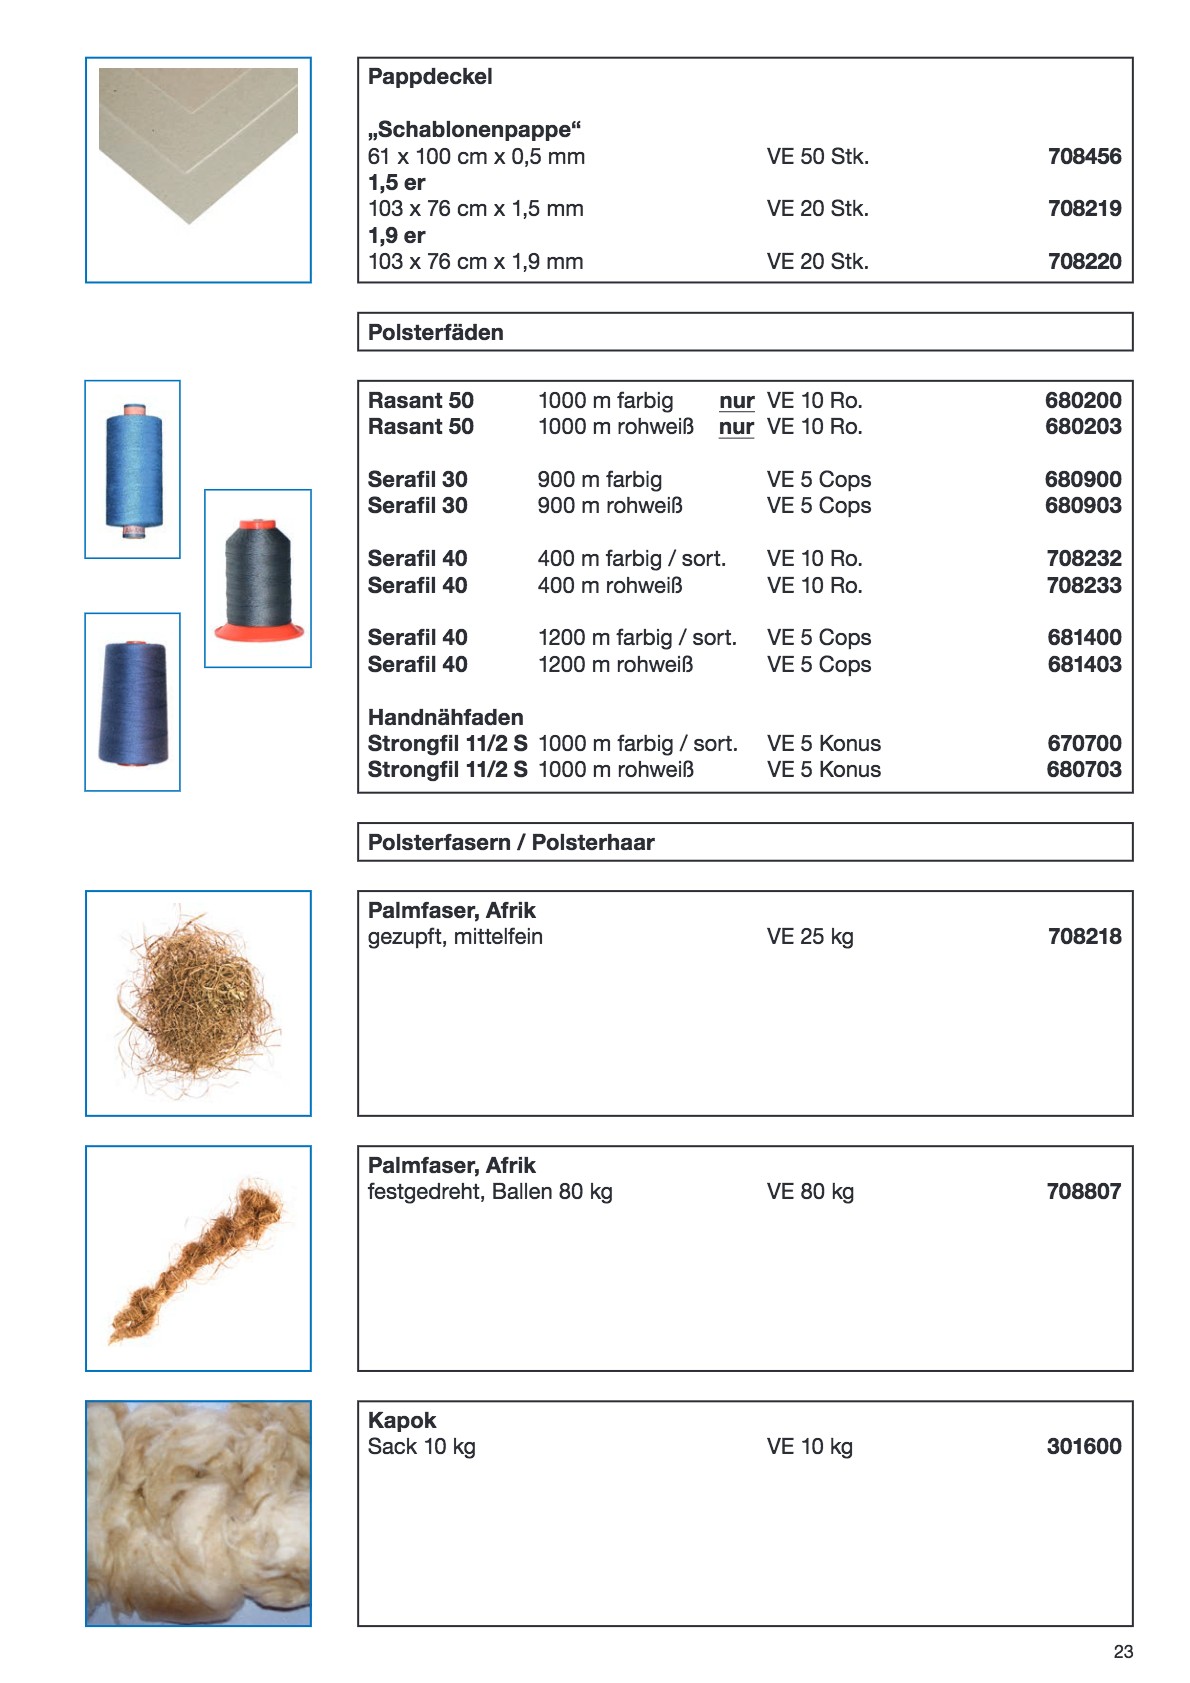 Pappdeckel
„Schablonenpappe“
61 x 100 cm x 0,5 mm VE 50 Stk. 708456
1,5 er
103 x 76 cm x 1,5 mm VE 20 Stk. 708219
1,9 er
103 x 76 cm x 1,9 mm VE 20 Stk. 708220
Polsterfäden
Rasant 50 1000 m farbig nur VE 10 Ro. 680200
Rasant 50 1000 m rohweiß nur VE 10 Ro. 680203
Serafil 30 900 m farbig VE 5 Cops 680900
Serafil 30 900 m rohweiß VE 5 Cops 680903
Serafil 40 400 m farbig / sort. VE 10 Ro. 708232
Serafil 40 400 m rohweiß VE 10 Ro. 708233
Serafil 40 1200 m farbig / sort. VE 5 Cops 681400
Serafil 40 1200 m rohweiß VE 5 Cops 681403
Handnähfaden
Strongfil 11/2 S 1000 m farbig / sort. VE 5 Konus 670700
Strongfil 11/2 S 1000 m rohweiß VE 5 Konus 680703
Polsterfasern / Polsterhaar
Palmfaser, Afrik
gezupft, mittelfein VE 25 kg 708218
Palmfaser, Afrik
festgedreht, Ballen 80 kg VE 80 kg 708807
Kapok
Sack 10 kg VE 10 kg 301600
23